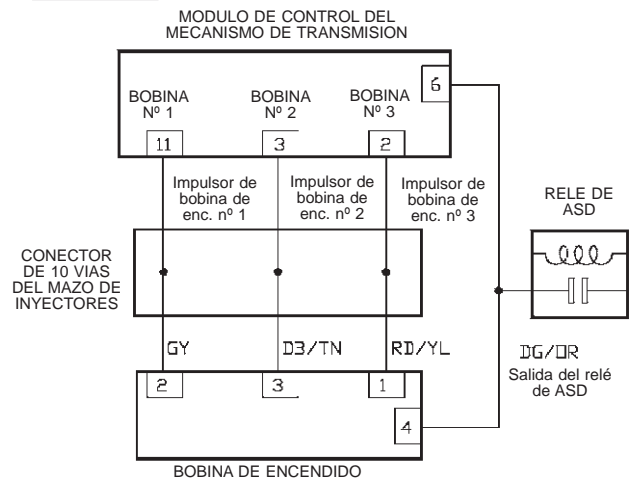 MODULO DE CONTROL DEL
MECANISMO DE TRANSMISION
6
BOBINA
Nº 1
BOBINA
Nº 2
BOBINA
Nº 3
11
3
2
Impulsor de
bobina de
enc. nº 1
Impulsor de
bobina de
enc. nº 2
Impulsor de
bobina de
enc. nº 3
RELE DE
ASD
CONECTOR
DE 10 VIAS
DEL MAZO DE
INYECTORES
GY
DB/TN
RD/YL
DG/OR
Salida del relé
de ASD
2
3
1
4
BOBINA DE ENCENDIDO